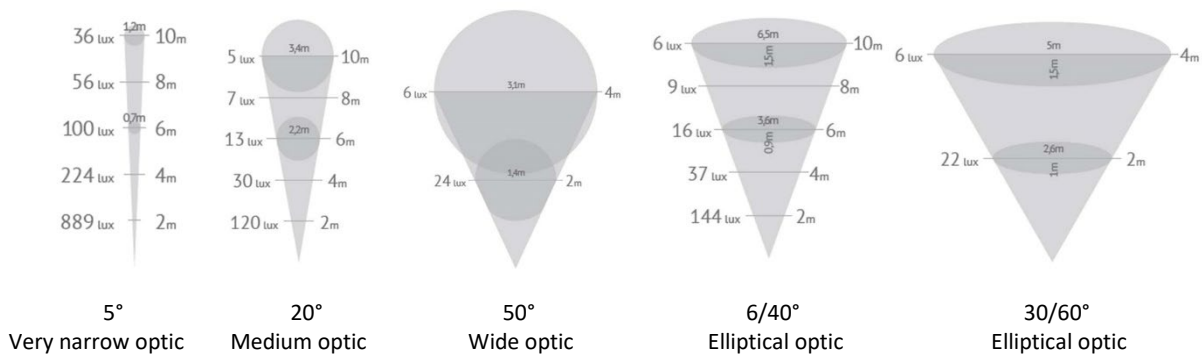 1,2m
36 lux 10m
56 lux 8m
0,7m
100 lux 6m
224 lux 4m
889 lux 2m
5°
Very narrow optic
3,4m
5 lux 10m
7 lux 8m
2,2m
13 lux 6m
30 lux 4m
120 lux 2m
20°
Medium optic
3,1m
6 lux 4m
1,4m
24 lux 2m
50°
Wide optic
6,5m
6 lux 10m
1,5m
9 lux 8m
3,6m
16 lux 6m
0,9m
37 lux 4m
144 lux 2m
6/40°
Elliptical optic
5m
6 lux 4m
1,5m
2,6m
22 lux 2m
1m
30/60°
Elliptical optic